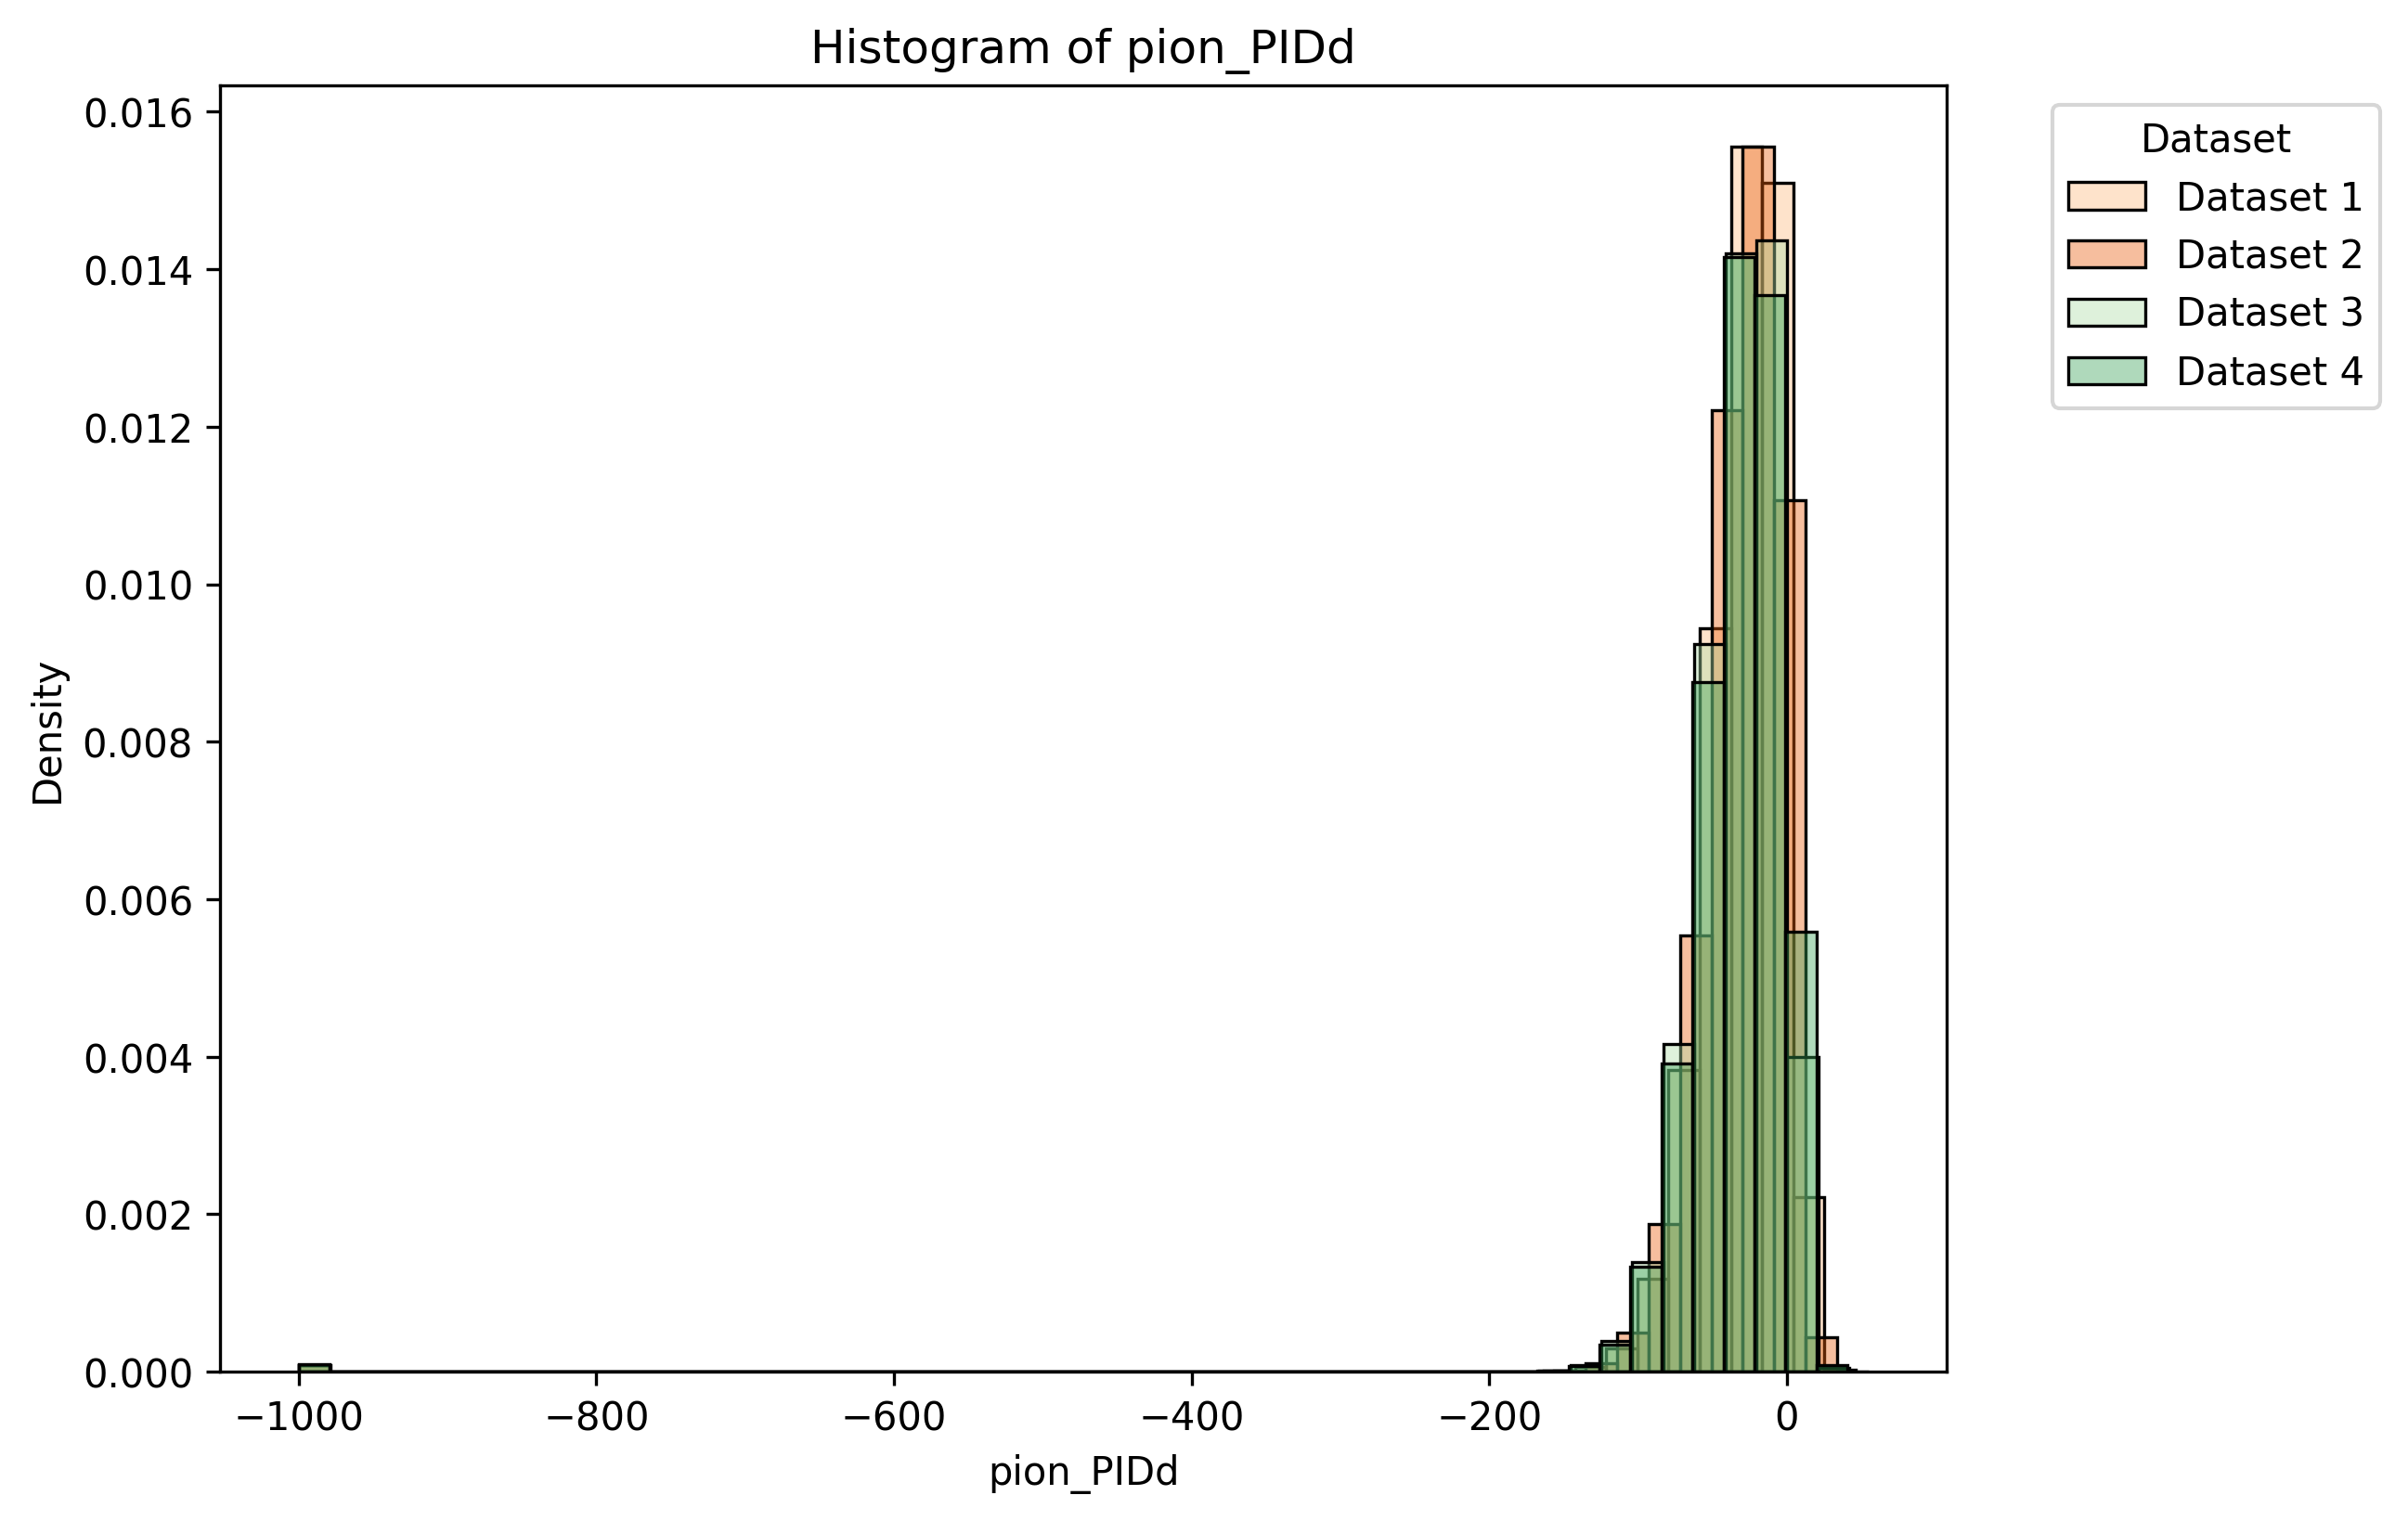 Histogram of pion_PIDd
0.016
0.014
0.012
0.010
0.008
0.006
0.004
0.002
0.000
Density
−1000
−800
−600
−400
−200
0
pion_PIDd
Dataset
Dataset 1
Dataset 2
Dataset 3
Dataset 4